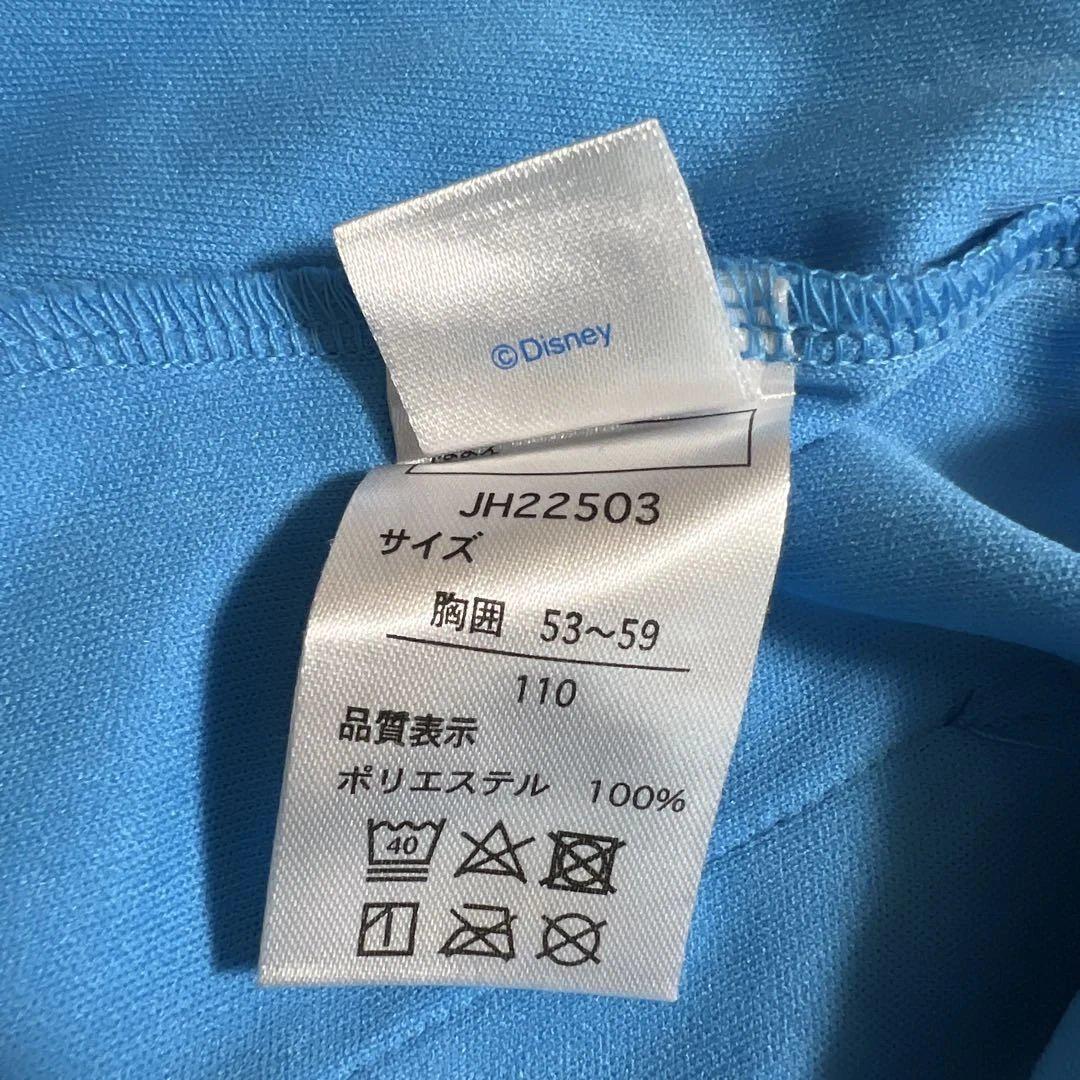 ©Disney
JH22503
サイズ
胸囲 53～59
110
品質表示
ポリエステル 100%
40